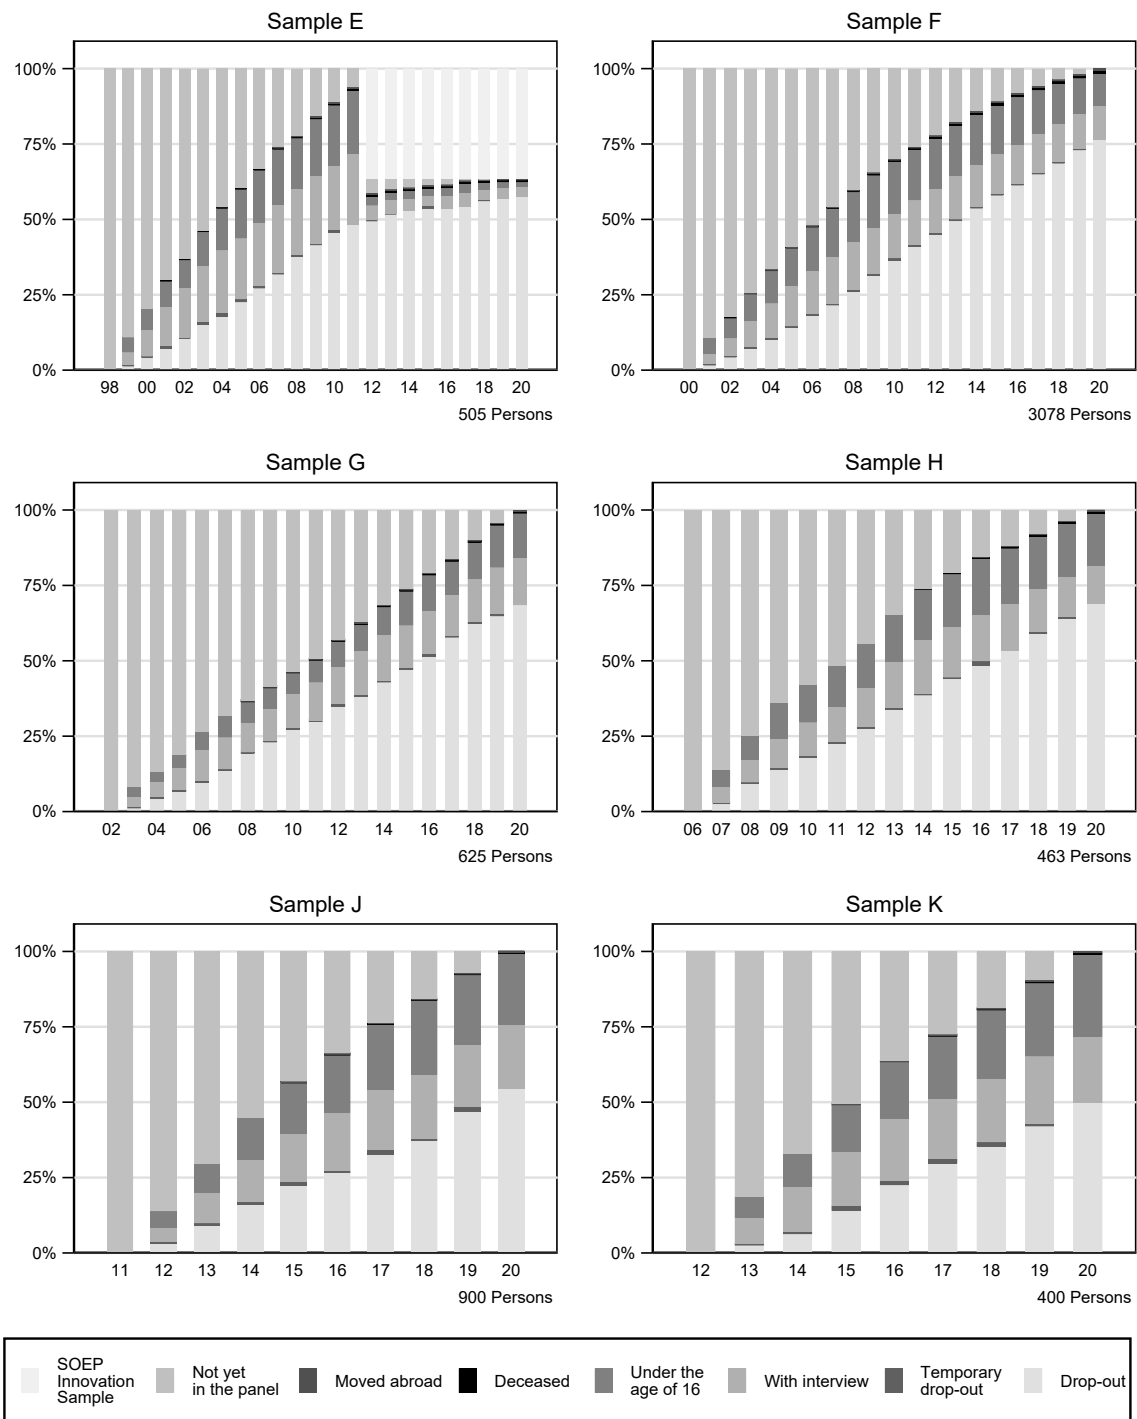 Sample E
Sample F
100%
75%
50%
25%
0%
98 00 02 04 06 08 10 12 14 16 18 20
505 Persons
100%
75%
50%
25%
0%
00 02 04 06 08 10 12 14 16 18 20
3078 Persons
Sample G
Sample H
100%
75%
50%
25%
0%
02 04 06 08 10 12 14 16 18 20
625 Persons
100%
75%
50%
25%
0%
06 07 08 09 10 11 12 13 14 15 16 17 18 19 20
463 Persons
Sample J
Sample K
100%
75%
50%
25%
0%
11 12 13 14 15 16 17 18 19 20
900 Persons
100%
75%
50%
25%
0%
12 13 14 15 16 17 18 19 20
400 Persons
SOEP
Innovation
Sample
Not yet
in the panel
Moved abroad
Deceased
Under the
age of 16
With interview
Temporary
drop-out
Drop-out